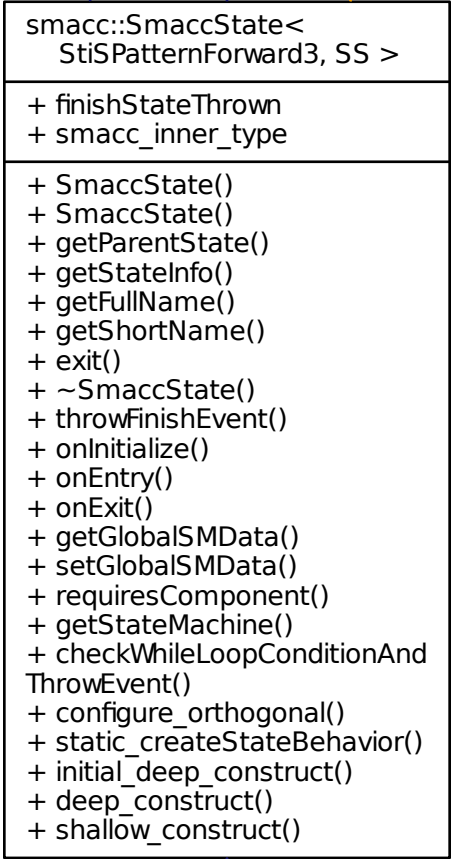 smacc::SmaccState<
StiSPatternForward3, SS >
+ finishStateThrown
+ smacc_inner_type
+ SmaccState()
+ SmaccState()
+ getParentState()
+ getStateInfo()
+ getFullName()
+ getShortName()
+ exit()
+ ~SmaccState()
+ throwFinishEvent()
+ onInitialize()
+ onEntry()
+ onExit()
+ getGlobalSMData()
+ setGlobalSMData()
+ requiresComponent()
+ getStateMachine()
+ checkWhileLoopConditionAnd
ThrowEvent()
+ configure_orthogonal()
+ static_createStateBehavior()
+ initial_deep_construct()
+ deep_construct()
+ shallow_construct()